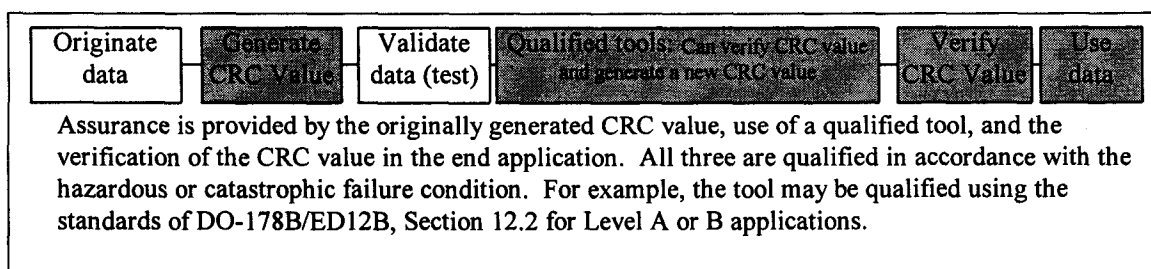 Originate
data
Generate
CRC Value
Validate
data (test)
Qualified tools: Can verify CRC value
and generate a new CRC value
Verify
CRC Value
Use
data
Assurance is provided by the originally generated CRC value, use of a qualified tool, and the
verification of the CRC value in the end application. All three are qualified in accordance with the
hazardous or catastrophic failure condition. For example, the tool may be qualified using the
standards of DO-178B/ED12B, Section 12.2 for Level A or B applications.